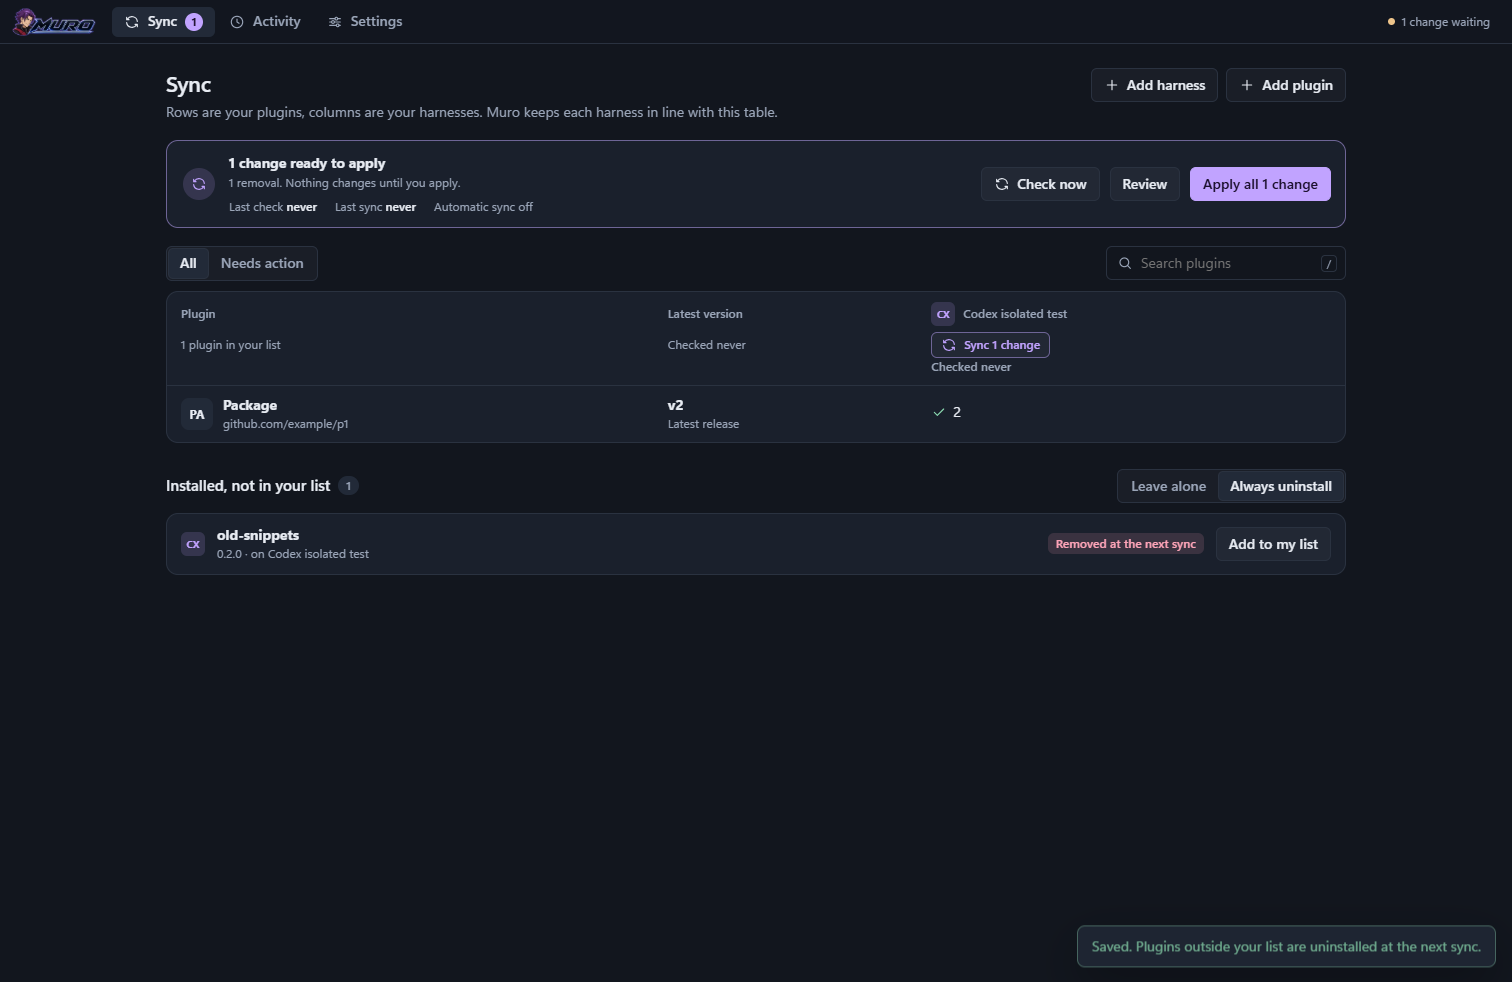 MURO
Sync 1
Activity
Settings
1 change waiting
Sync
Rows are your plugins, columns are your harnesses. Muro keeps each harness in line with this table.
Add harness
Add plugin
1 change ready to apply
1 removal. Nothing changes until you apply.
Last check never
Last sync never
Automatic sync off
Check now
Review
Apply all 1 change
All
Needs action
Search plugins
/
Plugin
Latest version
CX Codex isolated test
1 plugin in your list
Checked never
Sync 1 change
Checked never
PA
Package
github.com/example/p1
v2
Latest release
2
Installed, not in your list 1
Leave alone
Always uninstall
CX
old-snippets
0.2.0 · on Codex isolated test
Removed at the next sync
Add to my list
Saved. Plugins outside your list are uninstalled at the next sync.